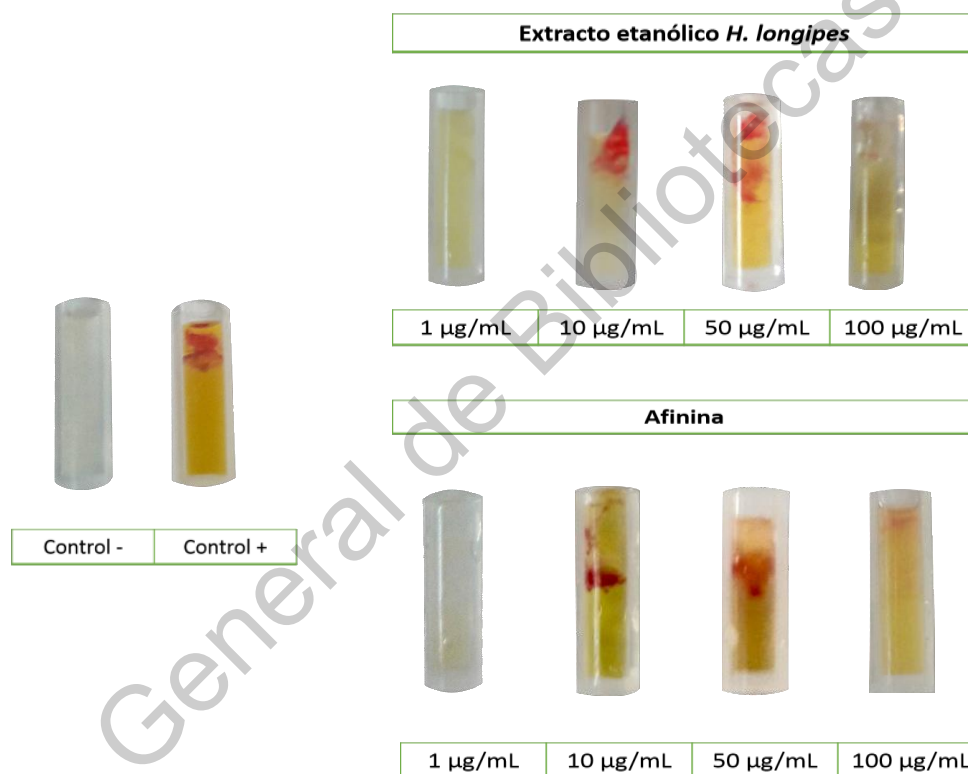 Extracto etanólico H. longipes
1 µg/mL 10 µg/mL 50 µg/mL 100 µg/mL
Afinina
Control - Control +
1 µg/mL 10 µg/mL 50 µg/mL 100 µg/mL
General de Bibliotecas